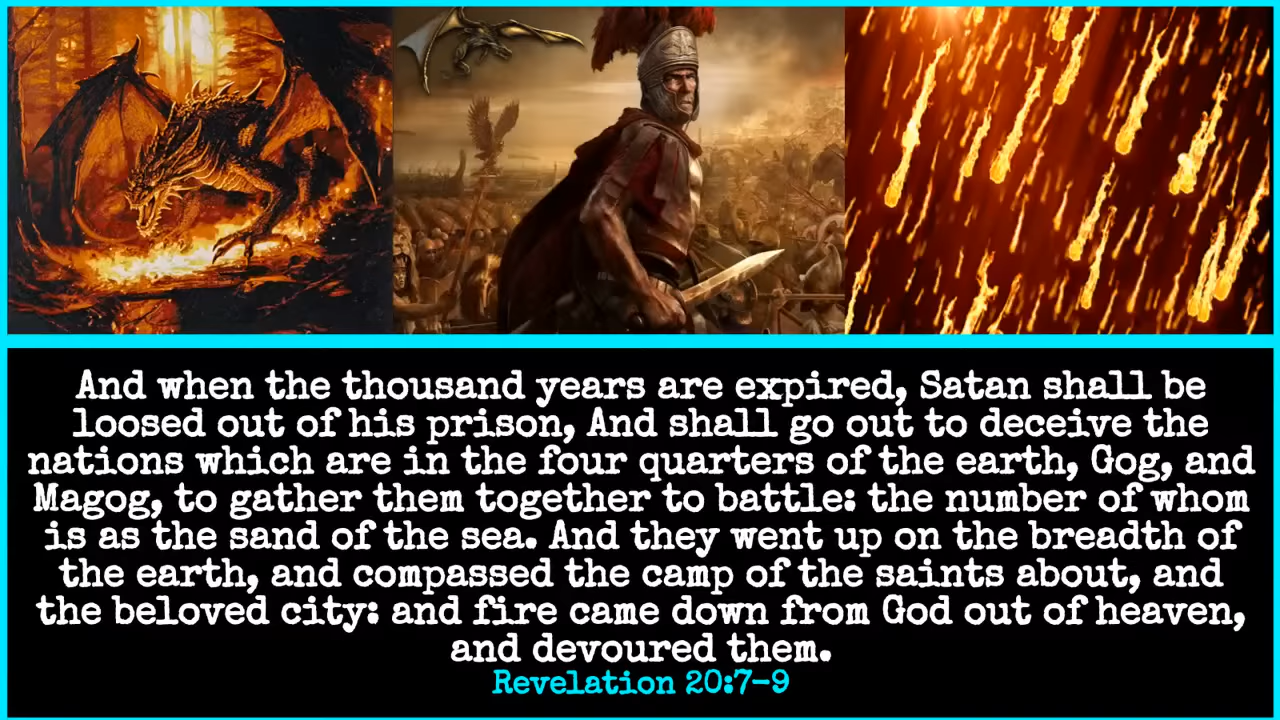 And when the thousand years are expired, Satan shall be
loosed out of his prison, And shall go out to deceive the
nations which are in the four quarters of the earth, Gog, and
Magog, to gather them together to battle: the number of whom
is as the sand of the sea. And they went up on the breadth of
the earth, and compassed the camp of the saints about, and
the beloved city: and fire came down from God out of heaven,
and devoured them.
Revelation 20:7-9